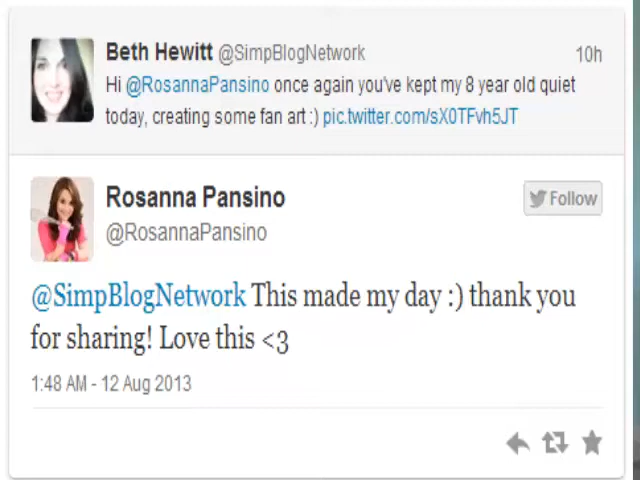 Beth Hewitt @SimpBlogNetwork 10h
Hi @RosannaPansino once again you've kept my 8 year old quiet
today, creating some fan art :) pic.twitter.com/sX0TFvh5JT
Rosanna Pansino
Follow
@RosannaPansino
@SimpBlogNetwork This made my day :) thank you
for sharing! Love this <3
1:48 AM - 12 Aug 2013